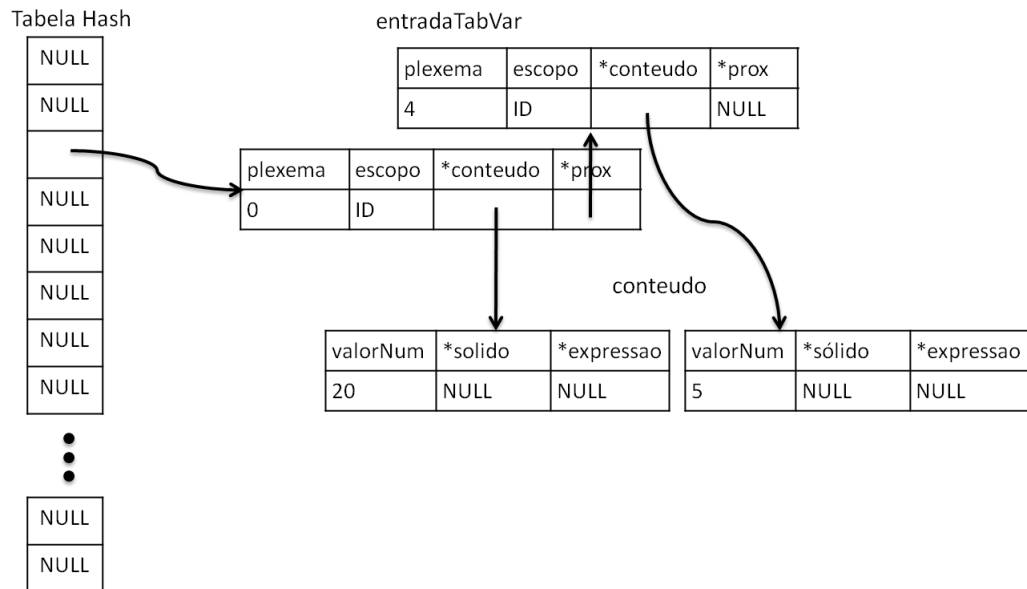 Tabela Hash
entradaTabVar
NULL
NULL
plexema escopo *conteudo *prox
4 ID NULL
plexema escopo *conteudo *prox
0 ID
NULL
NULL
NULL
NULL
NULL
conteudo
valorNum *solido *expressao
20 NULL NULL
valorNum *sólido *expressao
5 NULL NULL
NULL
NULL